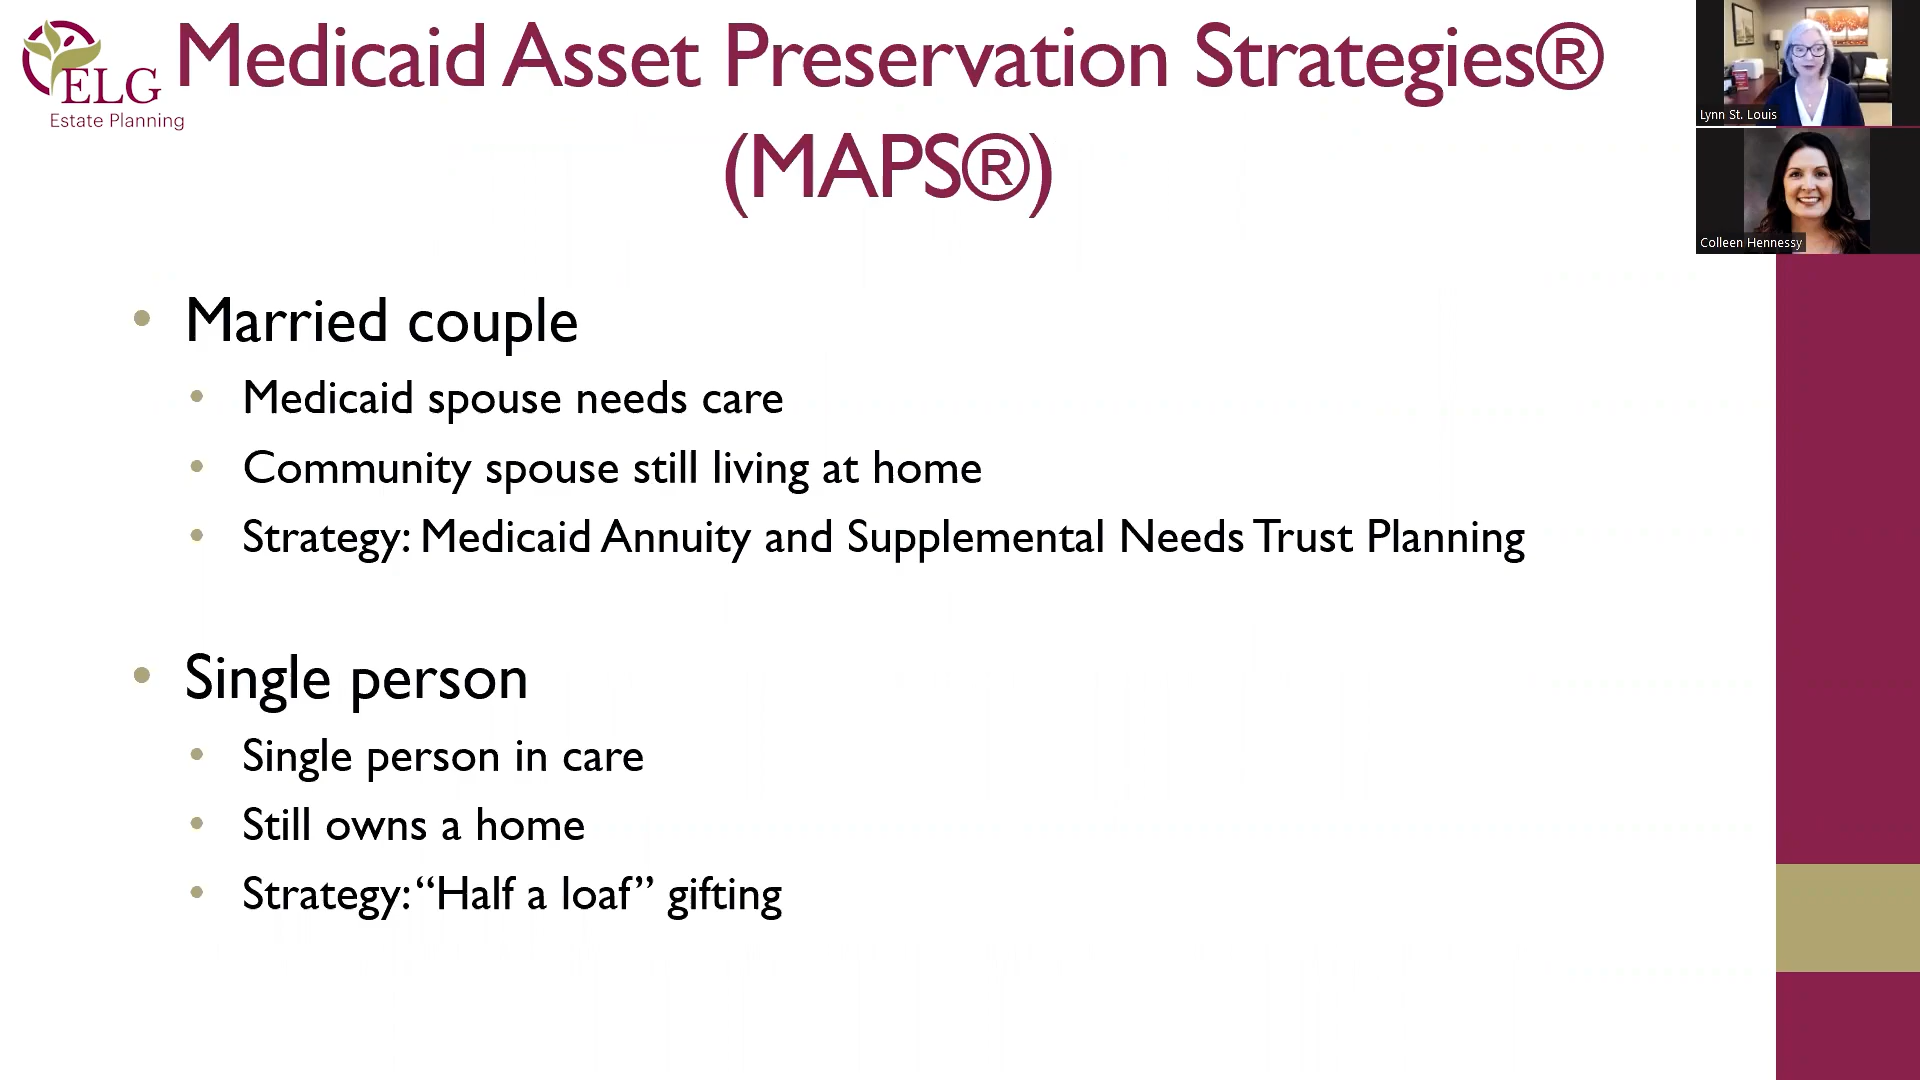 ELG
Estate Planning
Medicaid Asset Preservation Strategies®
(MAPS®)
Lynn St. Louis
Colleen Hennessy
• Married couple
• Medicaid spouse needs care
• Community spouse still living at home
• Strategy: Medicaid Annuity and Supplemental Needs Trust Planning
• Single person
• Single person in care
• Still owns a home
• Strategy: “Half a loaf” gifting